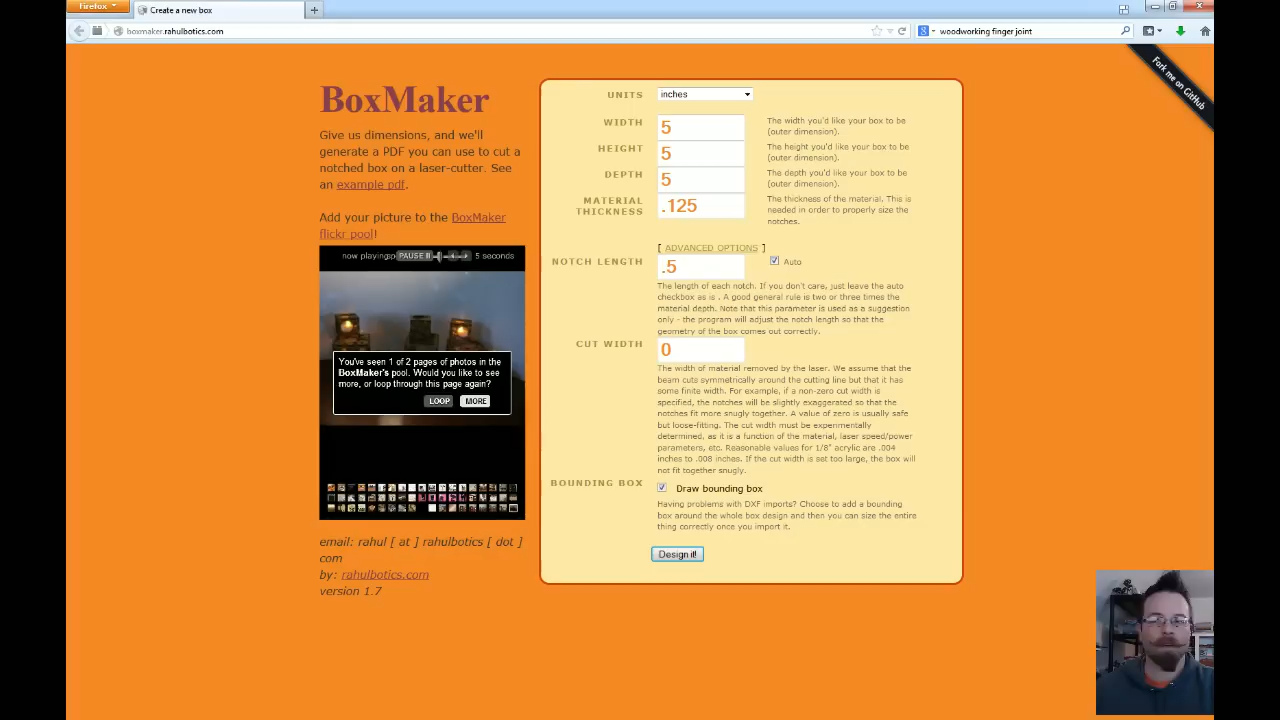 Firefox
Create a new box
boxmaker.rahulbotics.com
woodworking finger joint
Fork me on GitHub
BoxMaker
Give us dimensions, and we'll
generate a PDF you can use to cut a
notched box on a laser-cutter. See
an example pdf.
Add your picture to the BoxMaker
flickr pool!
now playing
PAUSE
5 seconds
You've seen 1 of 2 pages of photos in the
BoxMaker's pool. Would you like to see
more, or loop through this page again?
LOOP MORE
email: rahul [ at ] rahulbotics [ dot ]
com
by: rahulbotics.com
version 1.7
UNITS inches
WIDTH 5 The width you'd like your box to be
(outer dimension).
HEIGHT 5 The height you'd like your box to be
(outer dimension).
DEPTH 5 The depth you'd like your box to be
(outer dimension).
MATERIAL
THICKNESS .125 The thickness of the material. This is
needed in order to properly size the
notches.
[ ADVANCED OPTIONS ]
NOTCH LENGTH .5 Auto
The length of each notch. If you don't care, just leave the auto
checkbox as is . A good general rule is two or three times the
material depth. Note that this parameter is used as a suggestion
only - the program will adjust the notch length so that the
geometry of the box comes out correctly.
CUT WIDTH 0
The width of material removed by the laser. We assume that the
beam cuts symmetrically around the cutting line but that it has
some finite width. For example, if a non-zero cut width is
specified, the notches will be slightly exaggerated so that the
notches fit more snugly together. A value of zero is usually safe
but loose-fitting. The cut width must be expermentally
determined, as it is a function of the material, laser speed/power
parameters, etc. Reasonable values for 1/8" acrylic are .004
inches to .008 inches. If the cut width is set too large, the box will
not fit together snugly.
BOUNDING BOX Draw bounding box
Having problems with DXF imports? Choose to add a bounding
box around the whole box design and then you can size the entire
thing correctly once you import it.
Design it!